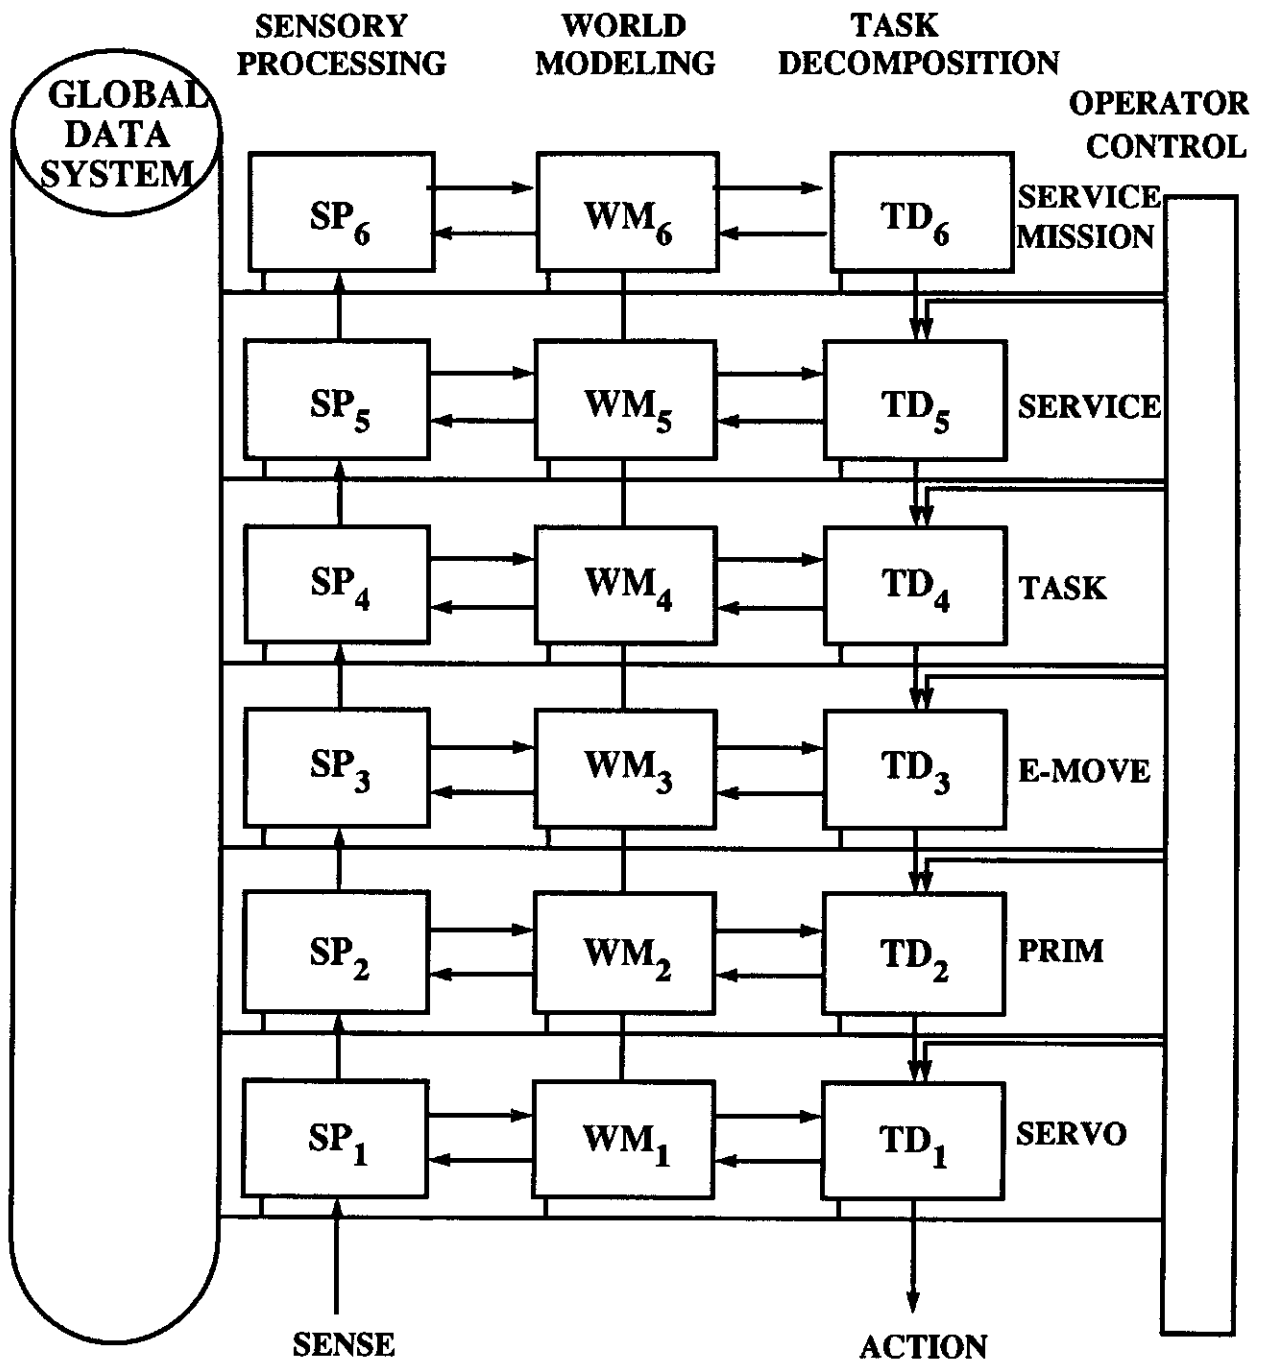 SENSORY
PROCESSING
WORLD
MODELING
TASK
DECOMPOSITION
OPERATOR
CONTROL
GLOBAL
DATA
SYSTEM
SP6
WM6
TD6
SERVICE
MISSION
SP5
WM5
TD5
SERVICE
SP4
WM4
TD4
TASK
SP3
WM3
TD3
E-MOVE
SP2
WM2
TD2
PRIM
SP1
WM1
TD1
SERVO
SENSE
ACTION